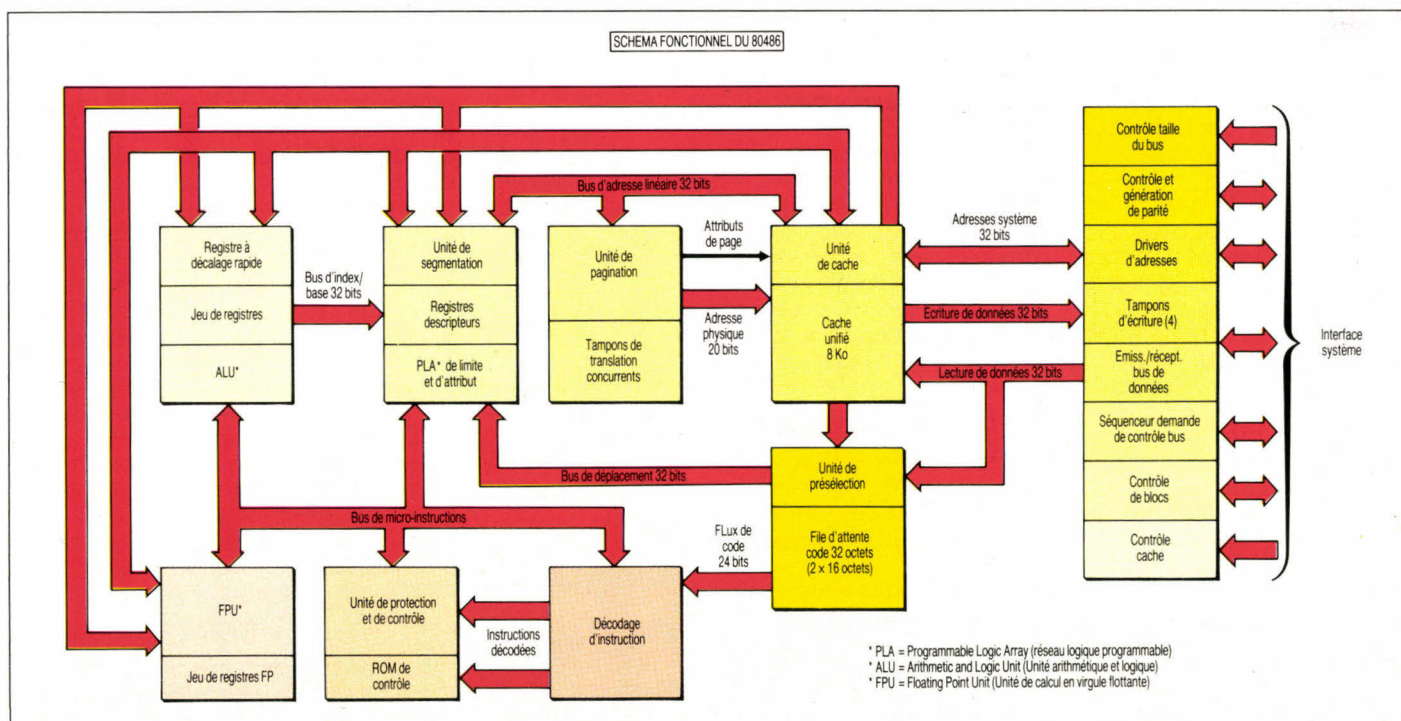 SCHEMA FONCTIONNEL DU 80486
Bus d'adresse linéaire 32 bits
Registre à
décalage rapide
Jeu de registres
ALU*
Bus d'index/
base 32 bits
Unité de
segmentation
Registres
descripteurs
PLA* de limite
et d'attribut
Unité de
pagination
Tampons de
translation
concurrents
Attributs
de page
Adresse
physique
20 bits
Unité
de cache
Cache
unifié
8 Ko
Adresses système
32 bits
Ecriture de données 32 bits
Lecture de données 32 bits
Contrôle taille
du bus
Contrôle et
génération
de parité
Drivers
d'adresses
Tampons
d'écriture (4)
Emiss./récept.
bus de
données
Séquenceur demande
de contrôle bus
Contrôle
de blocs
Contrôle
cache
Interface
système
Bus de déplacement 32 bits
Unité de
présélection
File d'attente
code 32 octets
(2 × 16 octets)
Bus de micro-instructions
FLux de
code
24 bits
FPU*
Jeu de registres FP
Unité de protection
et de contrôle
ROM de
contrôle
Instructions
décodées
Décodage
d'instruction
* PLA = Programmable Logic Array (réseau logique programmable)
* ALU = Arithmetic and Logic Unit (Unité arithmétique et logique)
* FPU = Floating Point Unit (Unité de calcul en virgule flottante)